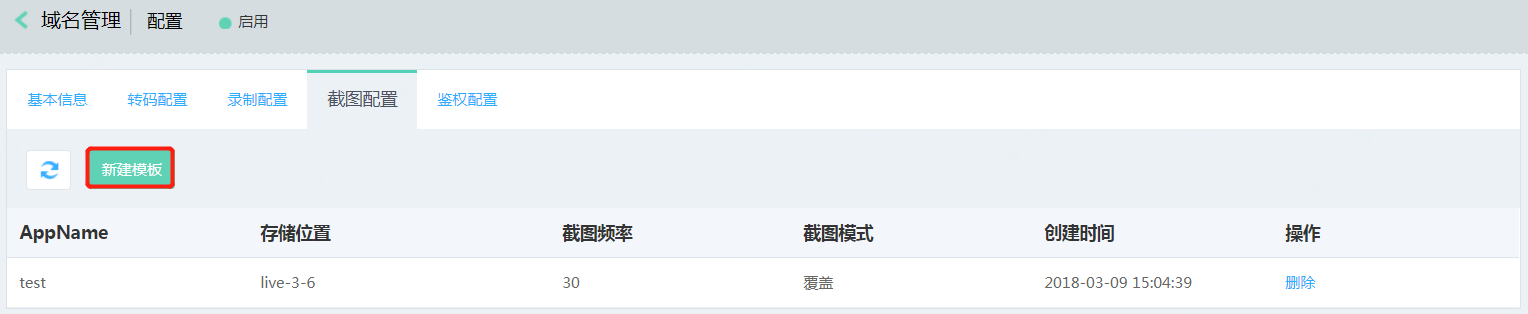 域名管理 配置 启用
基本信息 转码配置 录制配置 截图配置 鉴权配置
新建模板
AppName 存储位置 截图频率 截图模式 创建时间 操作
test live-3-6 30 覆盖 2018-03-09 15:04:39 删除